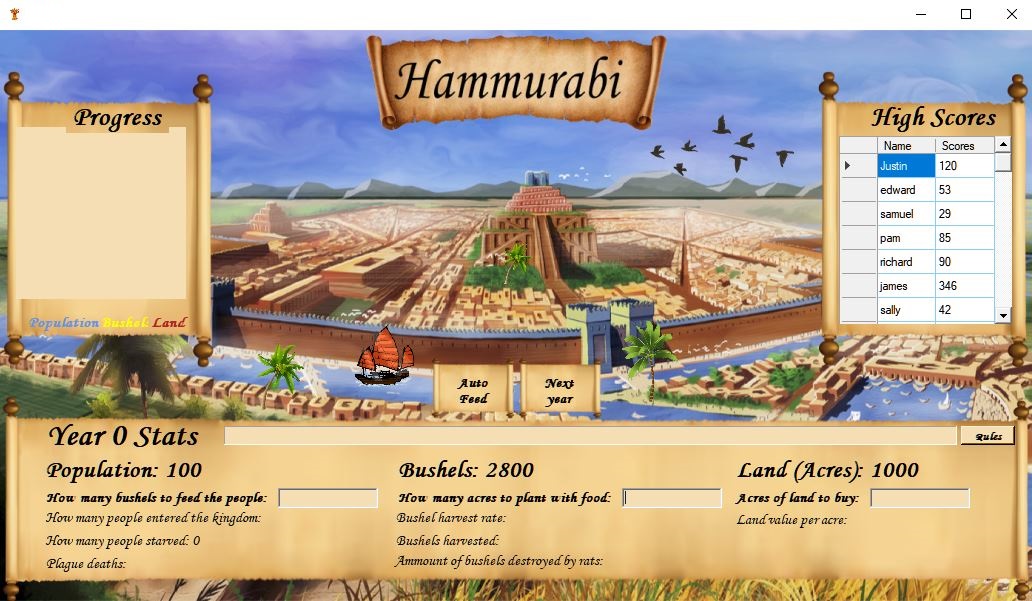 Hammurabi
Progress
Population Bushel Land
High Scores
Name Scores
Justin 120
edward 53
samuel 29
pam 85
richard 90
james 346
sally 42
Auto
Feed
Next
year
Year 0 Stats
Rules
Population: 100
How many bushels to feed the people:
How many people entered the kingdom:
How many people starved: 0
Plague deaths:
Bushels: 2800
How many acres to plant with food:
Bushel harvest rate:
Bushels harvested:
Ammount of bushels destroyed by rats:
Land (Acres): 1000
Acres of land to buy:
Land value per acre: